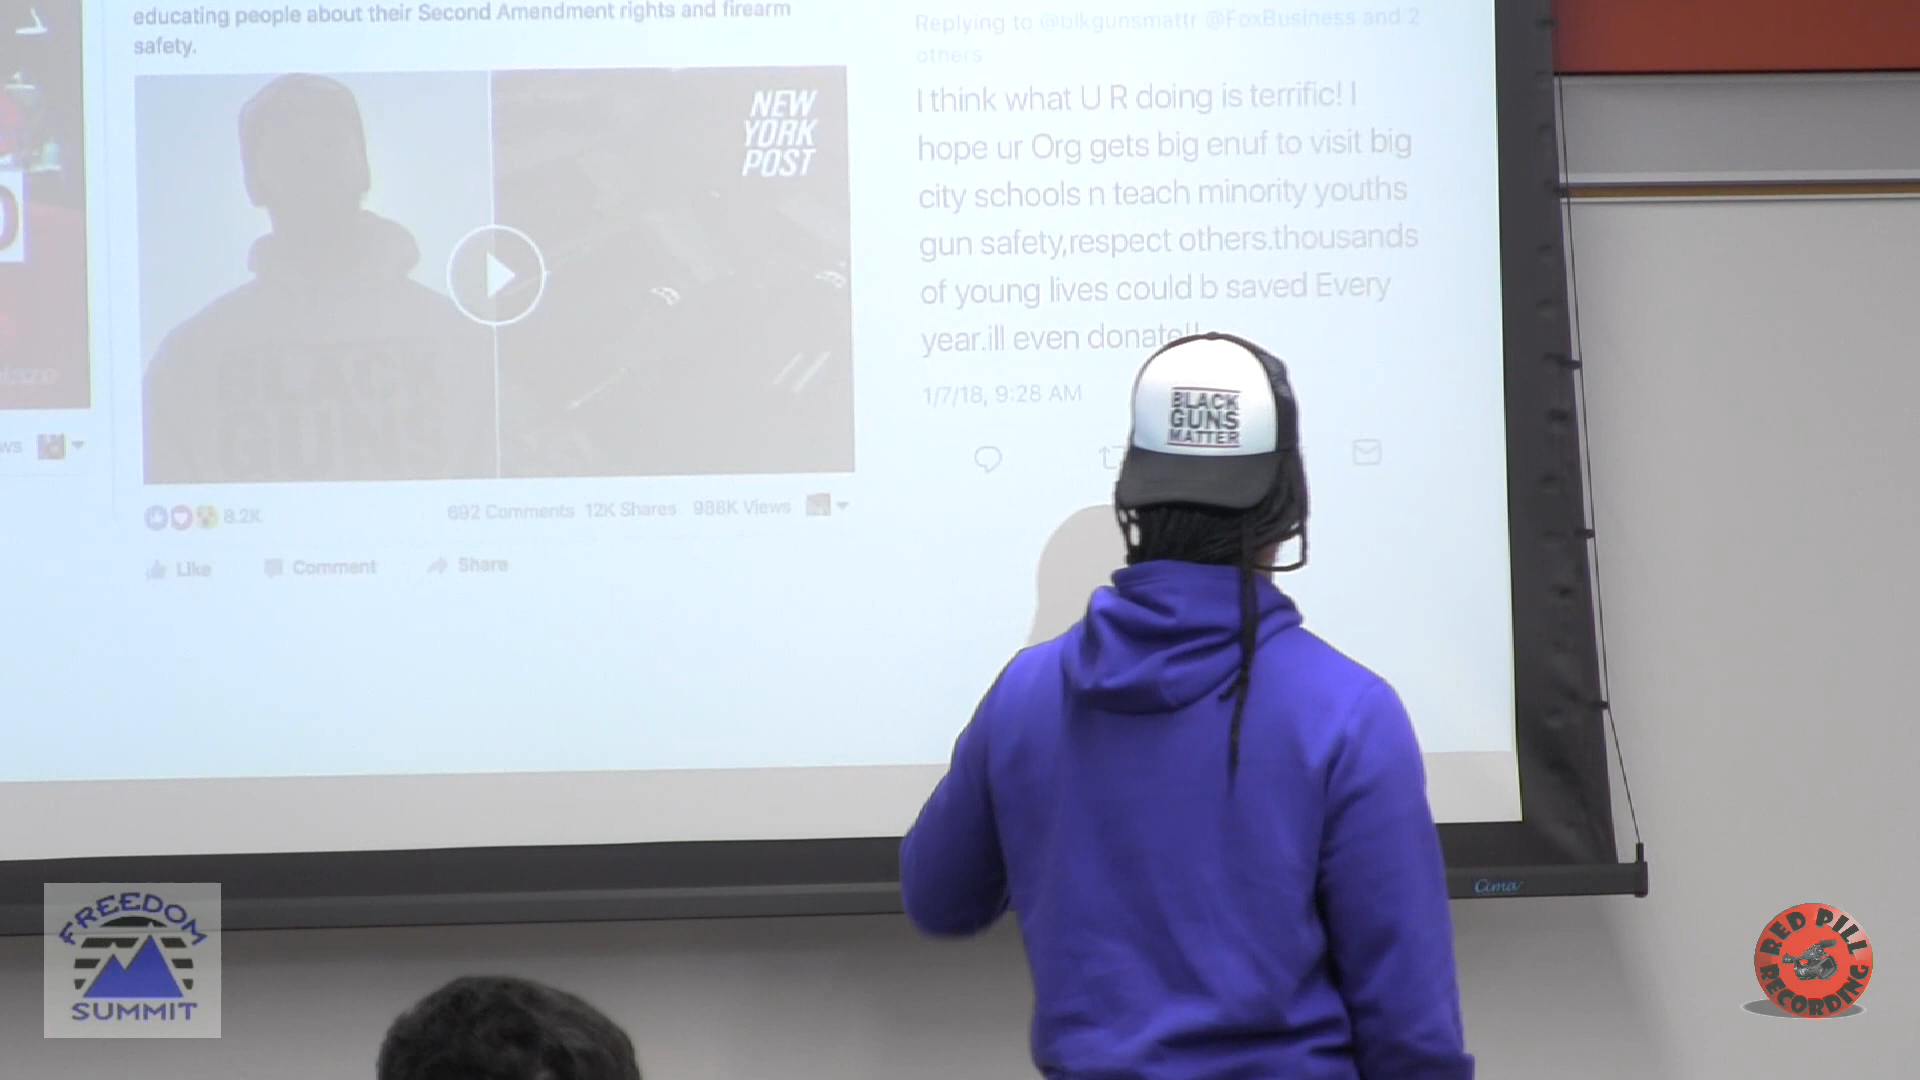 educating people about their Second Amendment rights and firearm
safety.
NEW
YORK
POST
BLACK
GUNS
692 Comments 12K Shares 988K Views
8.2K
Like Comment Share
Replying to @blkgunsmattr @FoxBusiness and 2
others
I think what U R doing is terrific! I
hope ur Org gets big enuf to visit big
city schools n teach minority youths
gun safety,respect others.thousands
of young lives could b saved Every
year.ill even donate!!
1/7/18, 9:28 AM
BLACK
GUNS
MATTER
Cima
FREEDOM
SUMMIT
RED PILL
RECORDING